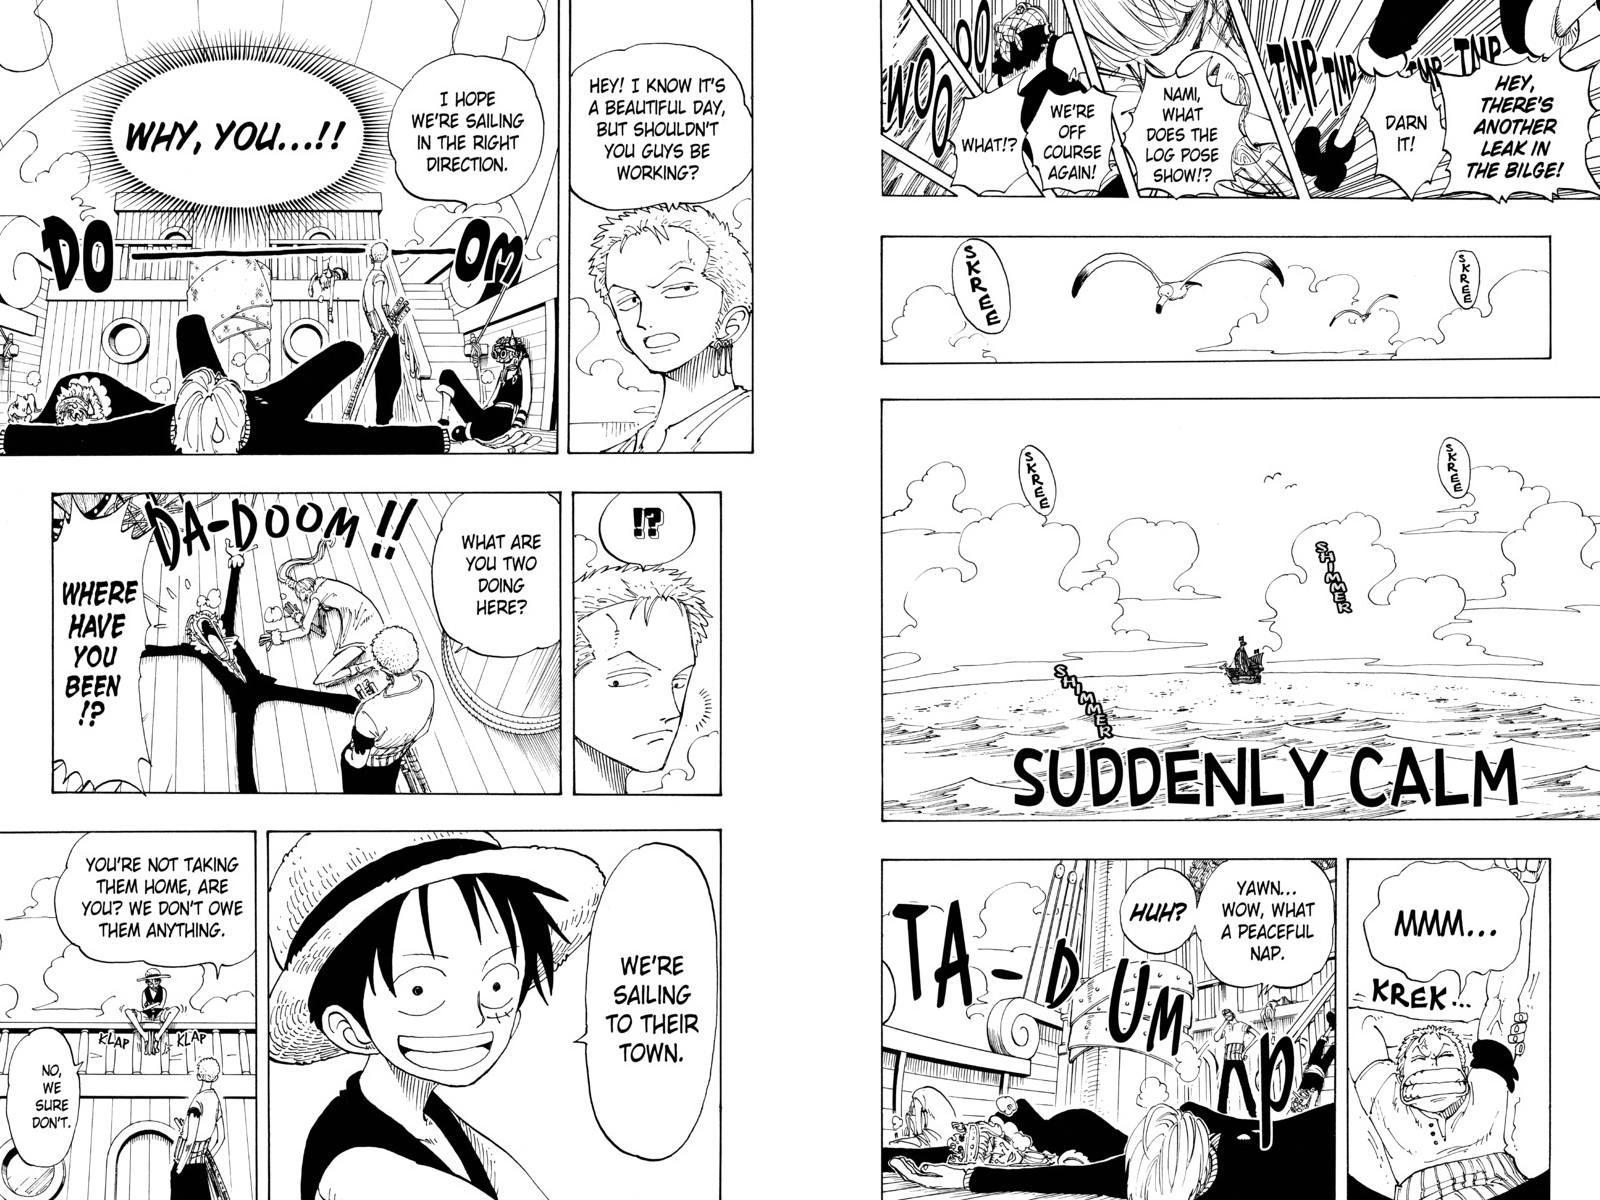 HEY,
THERE'S
ANOTHER
LEAK IN
THE BILGE!
TMP
TMP
TMP
TMP
DARN
IT!
NAMI,
WHAT
DOES THE
LOG POSE
SHOW!?
WE'RE
OFF
COURSE
AGAIN!
WHAT!?
WOOOOO
SKREE
SKREE
SKREE
SKREE
SHIMMER
SHIMMER
SUDDENLY CALM
MMM...
KREK...
YAWN...
WOW, WHAT
A PEACEFUL
NAP.
HUH?
TA-DUMP
HEY! I KNOW IT'S
A BEAUTIFUL DAY,
BUT SHOULDN'T
YOU GUYS BE
WORKING?
I HOPE
WE'RE SAILING
IN THE RIGHT
DIRECTION.
WHY, YOU...!!
DO—OM
!?
WHAT ARE
YOU TWO
DOING
HERE?
DA-DOOM!!
WHERE
HAVE
YOU
BEEN
!?
WE'RE
SAILING
TO THEIR
TOWN.
YOU'RE NOT TAKING
THEM HOME, ARE
YOU? WE DON'T OWE
THEM ANYTHING.
KLAP
KLAP
NO,
WE
SURE
DON'T.